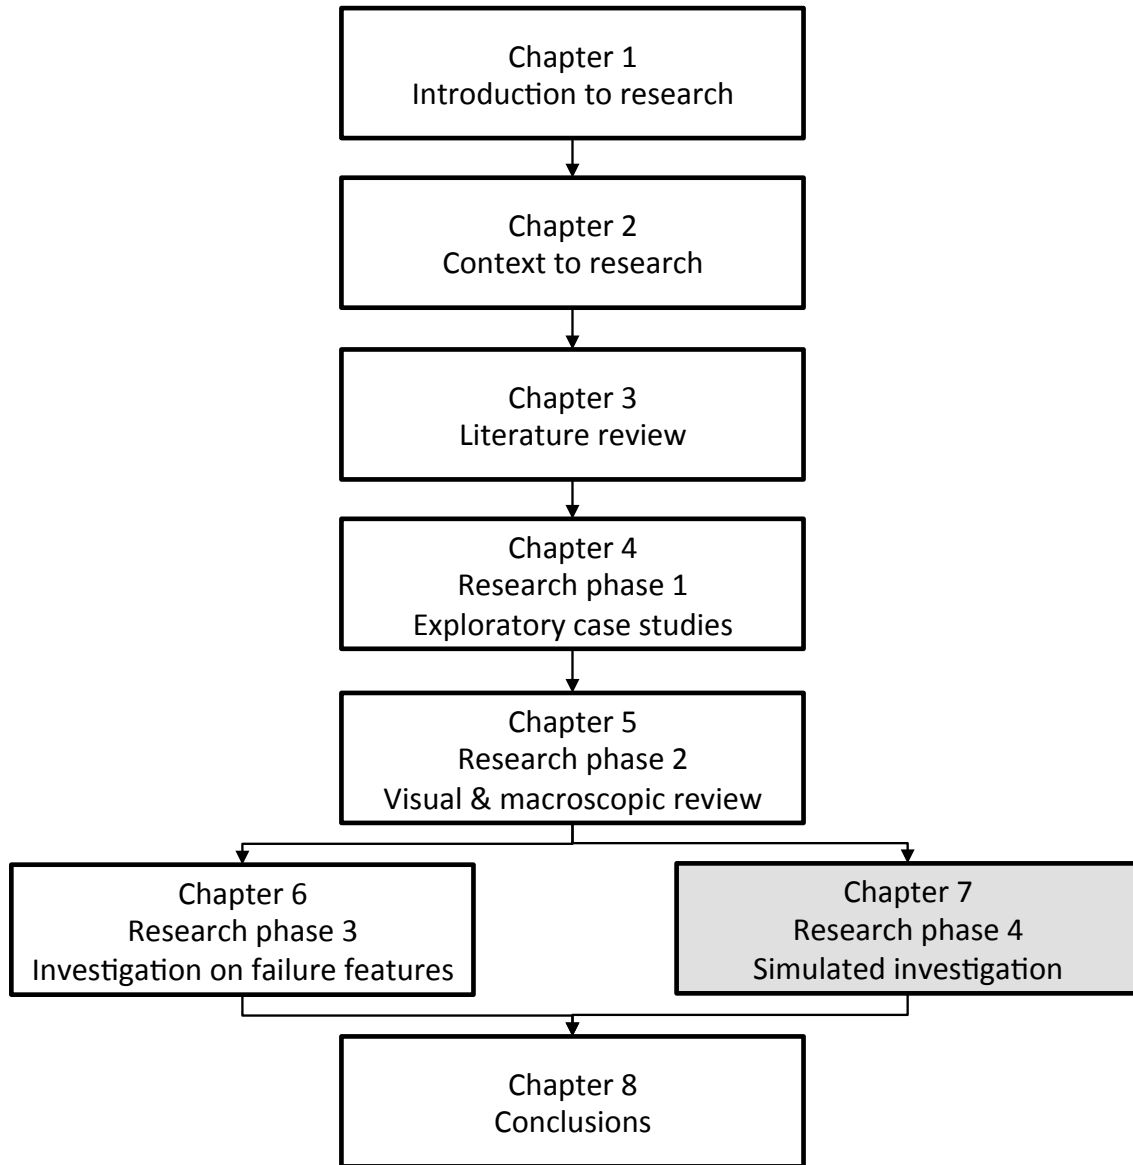 Chapter 1
Introduction to research
Chapter 2
Context to research
Chapter 3
Literature review
Chapter 4
Research phase 1
Exploratory case studies
Chapter 5
Research phase 2
Visual & macroscopic review
Chapter 6
Research phase 3
Investigation on failure features
Chapter 7
Research phase 4
Simulated investigation
Chapter 8
Conclusions